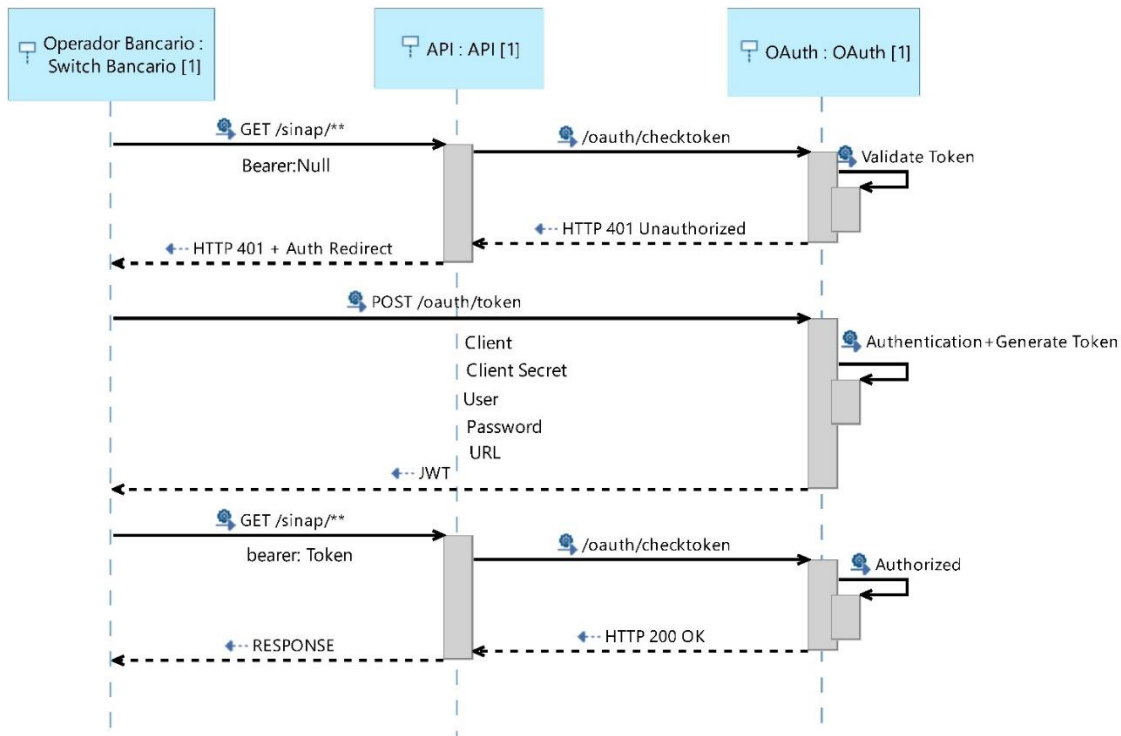 Operador Bancario :
Switch Bancario [1]
API : API [1]
OAuth : OAuth [1]
GET /sinap/**
Bearer:Null
/oauth/checktoken
Validate Token
HTTP 401 Unauthorized
HTTP 401 + Auth Redirect
POST /oauth/token
Client
Client Secret
User
Password
URL
Authentication+Generate Token
JWT
GET /sinap/**
bearer: Token
/oauth/checktoken
Authorized
HTTP 200 OK
RESPONSE